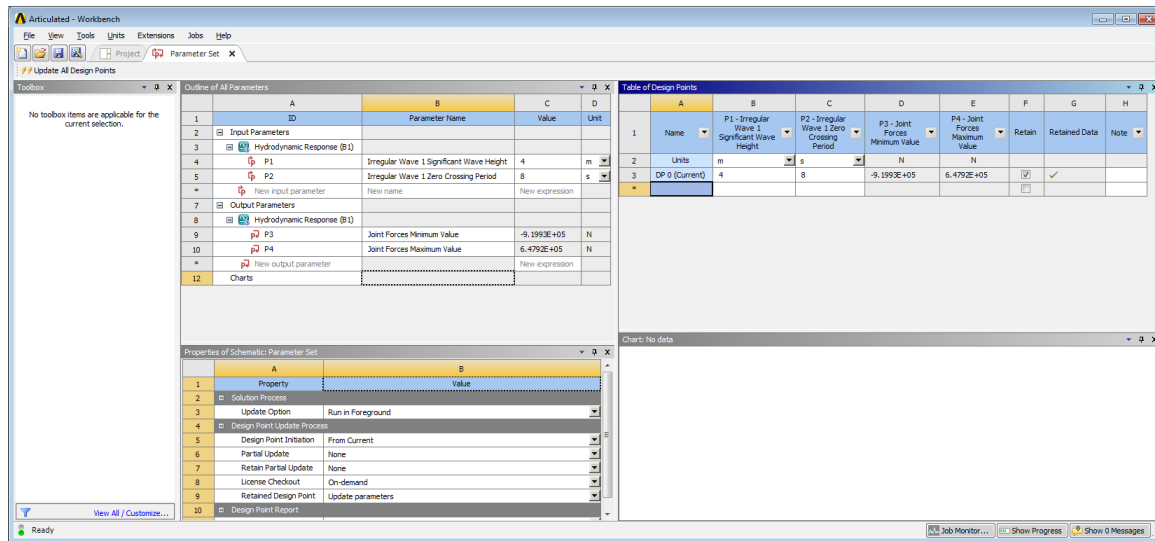 Articulated - Workbench
File View Tools Units Extensions Jobs Help
Project Parameter Set X
Update All Design Points
Toolbox
No toolbox items are applicable for the
current selection.
View All / Customize...
Outline of All Parameters
A B C D
1 ID Parameter Name Value Unit
2 Input Parameters
3 Hydrodynamic Response (B1)
4 P1 Irregular Wave 1 Significant Wave Height 4 m
5 P2 Irregular Wave 1 Zero Crossing Period 8 s
* New input parameter New name New expression
7 Output Parameters
8 Hydrodynamic Response (B1)
9 P3 Joint Forces Minimum Value -9.1993E+05 N
10 P4 Joint Forces Maximum Value 6.4792E+05 N
* New output parameter New expression
12 Charts
Properties of Schematic: Parameter Set
A B
1 Property Value
2 Solution Process
3 Update Option Run in Foreground
4 Design Point Update Process
5 Design Point Initiation From Current
6 Partial Update None
7 Retain Partial Update None
8 License Checkout On-demand
9 Retained Design Point Update parameters
10 Design Point Report
Table of Design Points
A B C D E F G H
1 Name P1 - Irregular Wave 1 Significant Wave Height P2 - Irregular Wave 1 Zero Crossing Period P3 - Joint Forces Minimum Value P4 - Joint Forces Maximum Value Retain Retained Data Note
2 Units m s N N
3 DP 0 (Current) 4 8 -9.1993E+05 6.4792E+05
*
Chart: No data
Ready Job Monitor... Show Progress Show 0 Messages